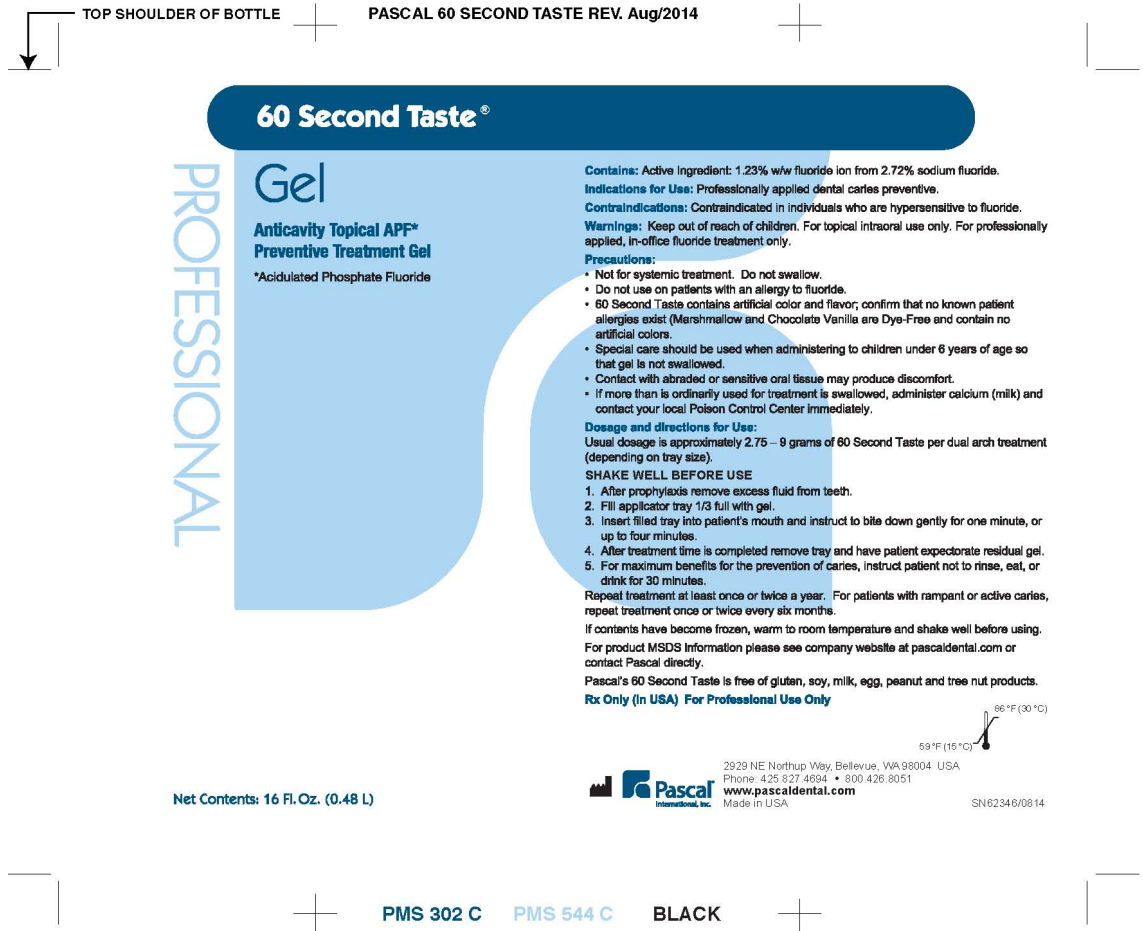 TOP SHOULDER OF BOTTLE
PASCAL 60 SECOND TASTE REV. Aug/2014
60 Second Taste®
PROFESSIONAL
Gel
Anticavity Topical APF*
Preventive Treatment Gel
*Acidulated Phosphate Fluoride
Contains: Active Ingredient: 1.23% w/w fluoride ion from 2.72% sodium fluoride.
Indications for Use: Professionally applied dental caries preventive.
Contraindications: Contraindicated in individuals who are hypersensitive to fluoride.
Warnings: Keep out of reach of children. For topical intraoral use only. For professionally
applied, in-office fluoride treatment only.
Precautions:
• Not for systemic treatment. Do not swallow.
• Do not use on patients with an allergy to fluoride.
• 60 Second Taste contains artificial color and flavor; confirm that no known patient
allergies exist (Marshmallow and Chocolate Vanilla are Dye-Free and contain no
artificial colors.
• Special care should be used when administering to children under 6 years of age so
that gel is not swallowed.
• Contact with abraded or sensitive oral tissue may produce discomfort.
• If more than is ordinarily used for treatment is swallowed, administer calcium (milk) and
contact your local Poison Control Center immediately.
Dosage and directions for Use:
Usual dosage is approximately 2.75 – 9 grams of 60 Second Taste per dual arch treatment
(depending on tray size).
SHAKE WELL BEFORE USE
1. After prophylaxis remove excess fluid from teeth.
2. Fill applicator tray 1/3 full with gel.
3. Insert filled tray into patient's mouth and instruct to bite down gently for one minute, or
up to four minutes.
4. After treatment time is completed remove tray and have patient expectorate residual gel.
5. For maximum benefits for the prevention of caries, instruct patient not to rinse, eat, or
drink for 30 minutes.
Repeat treatment at least once or twice a year. For patients with rampant or active caries,
repeat treatment once or twice every six months.
If contents have become frozen, warm to room temperature and shake well before using.
For product MSDS information please see company website at pascaldental.com or
contact Pascal directly.
Pascal's 60 Second Taste is free of gluten, soy, milk, egg, peanut and tree nut products.
Rx Only (in USA) For Professional Use Only
86 °F (30 °C)
59 °F (15 °C)
Net Contents: 16 Fl. Oz. (0.48 L)
Pascal
International, Inc.
2929 NE Northup Way, Bellevue, WA 98004 USA
Phone: 425.827.4694 • 800.426.8051
www.pascaldental.com
Made in USA
SN62346/0814
PMS 302 C PMS 544 C BLACK